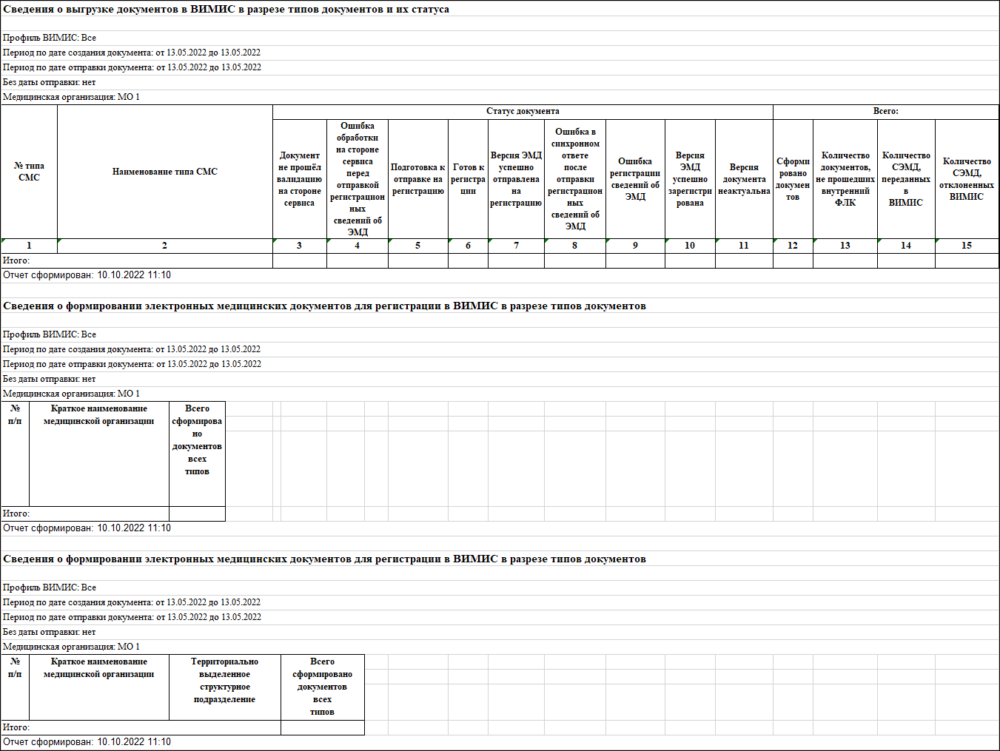 Сведения о выгрузке документов в ВИМИС в разрезе типов документов и их статуса
Профиль ВИМИС: Все
Период по дате создания документа: от 13.05.2022 до 13.05.2022
Период по дате отправки документа: от 13.05.2022 до 13.05.2022
Без даты отправки: нет
Медицинская организация: МО 1
№ типа
СМС
Наименование типа СМС
Статус документа
Всего:
Документ
не прошёл
валидацию
на стороне
сервиса
Ошибка
обработки
на стороне
сервиса
перед
отправкой
регистрацион
ных
сведений об
ЭМД
Подготовка к
отправке на
регистрацию
Готов к
регистра
ции
Версия ЭМД
успешно
отправлена
на
регистрацию
Ошибка в
синхронном
ответе
после
отправки
регистрацион
ных
сведений об
ЭМД
Ошибка
регистрации
сведений об
ЭМД
Версия
ЭМД
успешно
зарегистри
рована
Версия
документа
неактуальна
Сформи
ровано
докумен
тов
Количество
документов,
не прошедших
внутренний
ФЛК
Количество
СЭМД,
переданных
в
ВИМИС
Количество
СЭМД,
отклоненных
ВИМИС
1 2 3 4 5 6 7 8 9 10 11 12 13 14 15
Итого:
Отчет сформирован: 10.10.2022 11:10
Сведения о формировании электронных медицинских документов для регистрации в ВИМИС в разрезе типов документов
Профиль ВИМИС: Все
Период по дате создания документа: от 13.05.2022 до 13.05.2022
Период по дате отправки документа: от 13.05.2022 до 13.05.2022
Без даты отправки: нет
Медицинская организация: МО 1
№
п/п
Краткое наименование
медицинской организации
Всего
сформирова
но
документов
всех
типов
Итого:
Отчет сформирован: 10.10.2022 11:10
Сведения о формировании электронных медицинских документов для регистрации в ВИМИС в разрезе типов документов
Профиль ВИМИС: Все
Период по дате создания документа: от 13.05.2022 до 13.05.2022
Период по дате отправки документа: от 13.05.2022 до 13.05.2022
Без даты отправки: нет
Медицинская организация: МО 1
№
п/п
Краткое наименование
медицинской организации
Территориально
выделенное
структурное
подразделение
Всего
сформировано
документов
всех
типов
Итого:
Отчет сформирован: 10.10.2022 11:10